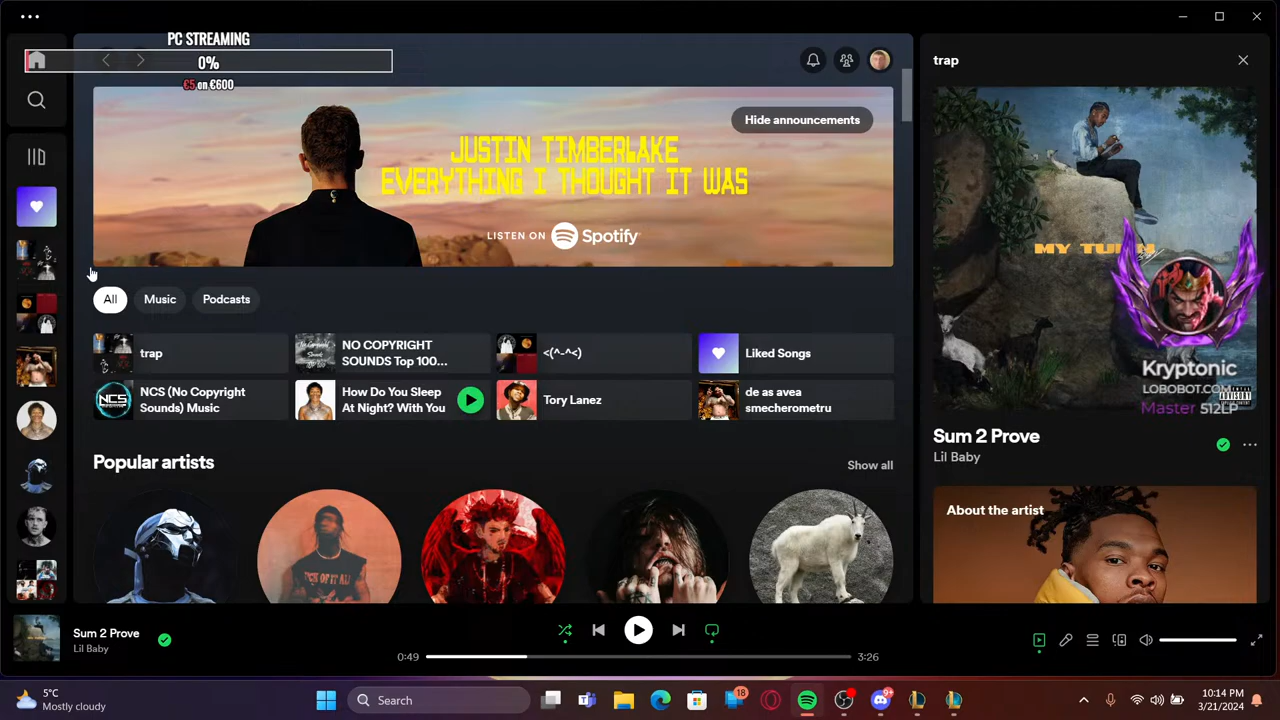 PC STREAMING
0%
€5 on €600
Hide announcements
JUSTIN TIMBERLAKE
EVERYTHING I THOUGHT IT WAS
LISTEN ON Spotify
All
Music
Podcasts
trap
NO COPYRIGHT
SOUNDS Top 100...
<(^-^<)
Liked Songs
NCS
NCS (No Copyright
Sounds) Music
How Do You Sleep
At Night? With You
Tory Lanez
de as avea
smecherometru
Popular artists
Show all
trap
MY TURN
Kryptonic
LOBOBOT.COM
Master 512LP
Sum 2 Prove
Lil Baby
About the artist
Sum 2 Prove
Lil Baby
0:49
3:26
5°C
Mostly cloudy
Search
18
9+
10:14 PM
3/21/2024